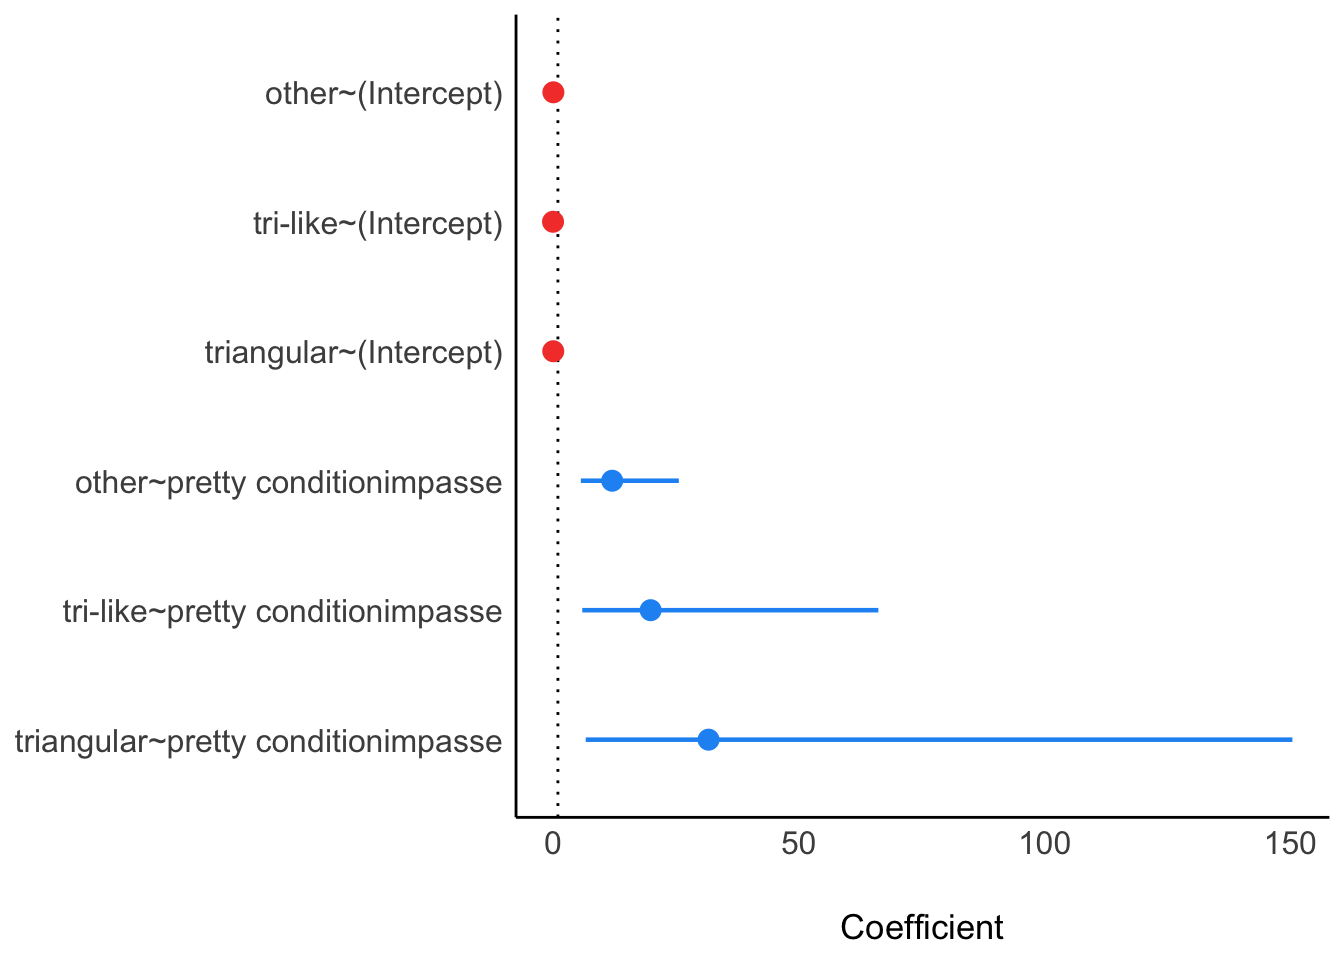 other~(Intercept)
tri-like~(Intercept)
triangular~(Intercept)
other~pretty conditionimpasse
tri-like~pretty conditionimpasse
triangular~pretty conditionimpasse
0 50 100 150
Coefficient